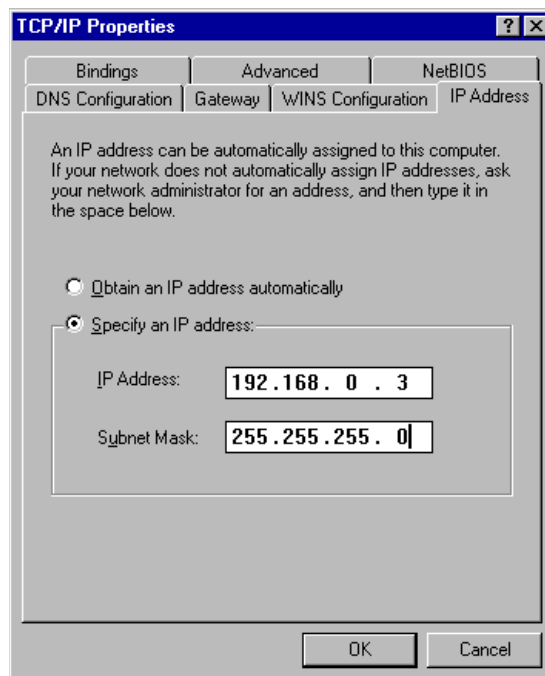 TCP/IP Properties
Bindings
Advanced
NetBIOS
DNS Configuration
Gateway
WINS Configuration
IP Address
An IP address can be automatically assigned to this computer.
If your network does not automatically assign IP addresses, ask
your network administrator for an address, and then type it in
the space below.
Obtain an IP address automatically
Specify an IP address:
IP Address:
192.168. 0 . 3
Subnet Mask:
255.255.255. 0
OK
Cancel